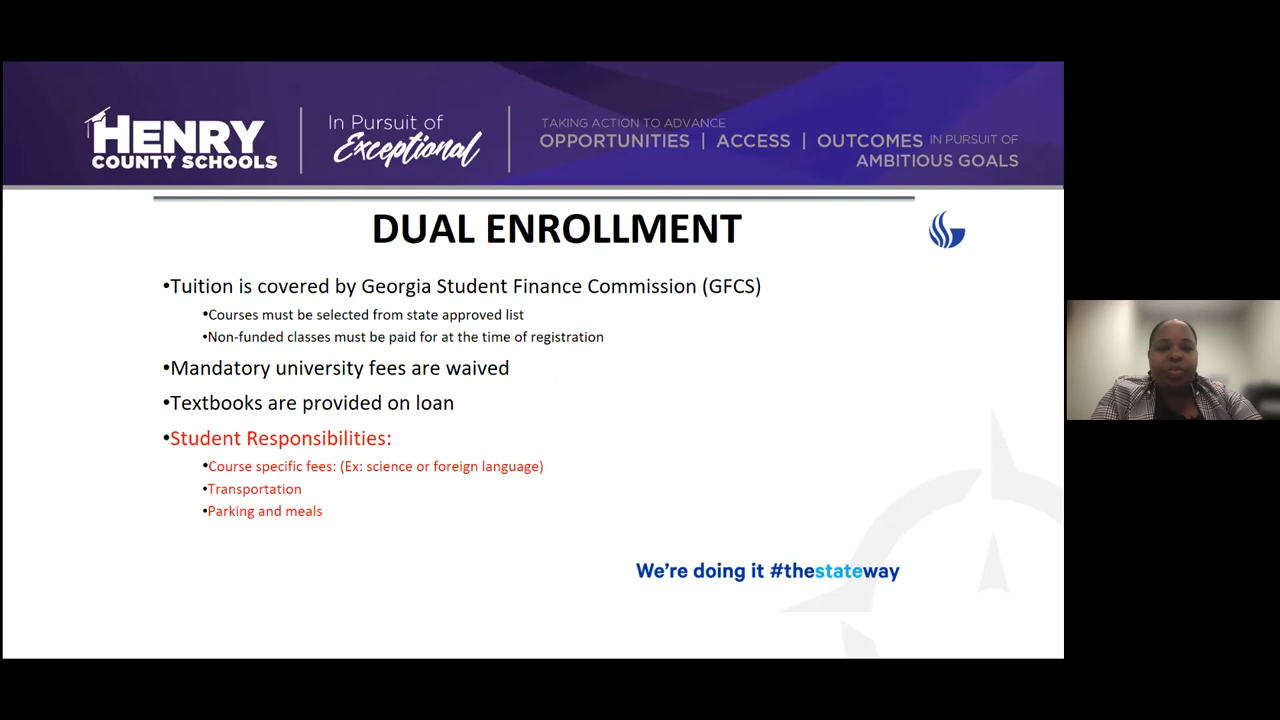 HENRY
COUNTY SCHOOLS
In Pursuit of
Exceptional
TAKING ACTION TO ADVANCE
OPPORTUNITIES | ACCESS | OUTCOMES IN PURSUIT OF
AMBITIOUS GOALS
DUAL ENROLLMENT
•Tuition is covered by Georgia Student Finance Commission (GFCS)
•Courses must be selected from state approved list
•Non-funded classes must be paid for at the time of registration
•Mandatory university fees are waived
•Textbooks are provided on loan
•Student Responsibilities:
•Course specific fees: (Ex: science or foreign language)
•Transportation
•Parking and meals
We're doing it #thestateway